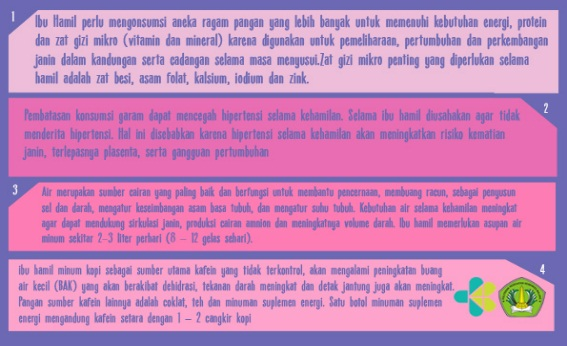 1
Ibu Hamil perlu mengonsumsi aneka ragam pangan yang lebih banyak untuk memenuhi kebutuhan energi, protein
dan zat gizi mikro (vitamin dan mineral) karena digunakan untuk pemeliharaan, pertumbuhan dan perkembangan
janin dalam kandungan serta cadangan selama masa menyusui.Zat gizi mikro penting yang diperlukan selama
hamil adalah zat besi, asam folat, kalsium, iodium dan zink.
2
Pembatasan konsumsi garam dapat mencegah hipertensi selama kehamilan. Selama ibu hamil diusahakan agar tidak
menderita hipertensi. Hal ini disebabkan karena hipertensi selama kehamilan akan meningkatkan risiko kematian
janin, terlepasnya plasenta, serta gangguan pertumbuhan
3
Air merupakan sumber cairan yang paling baik dan berfungsi untuk membantu pencernaan, membuang racun, sebagai penyusun
sel dan darah, mengatur keseimbangan asam basa tubuh, dan mengatur suhu tubuh. Kebutuhan air selama kehamilan meningkat
agar dapat mendukung sirkulasi janin, produksi cairan amnion dan meningkatnya volume darah. Ibu hamil memerlukan asupan air
minum sekitar 2-3 liter perhari (8 – 12 gelas sehari).
4
ibu hamil minum kopi sebagai sumber utama kafein yang tidak terkontrol, akan mengalami peningkatan buang
air kecil (BAK) yang akan berakibat dehidrasi, tekanan darah meningkat dan detak jantung juga akan meningkat.
Pangan sumber kafein lainnya adalah coklat, teh dan minuman suplemen energi. Satu botol minuman suplemen
energi mengandung kafein setara dengan 1 – 2 cangkir kopi